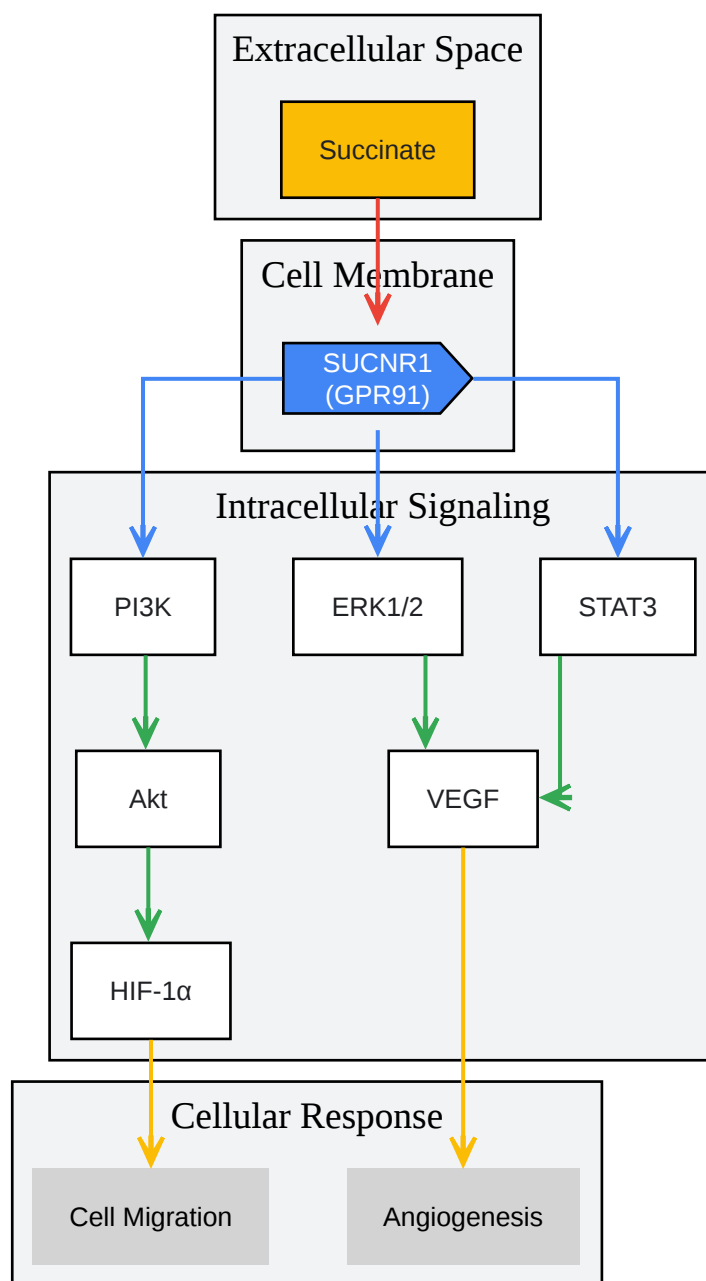 Extracellular Space
Succinate
Cell Membrane
SUCNR1
(GPR91)
Intracellular Signaling
PI3K
ERK1/2
STAT3
Akt
VEGF
HIF-1α
Cellular Response
Cell Migration
Angiogenesis